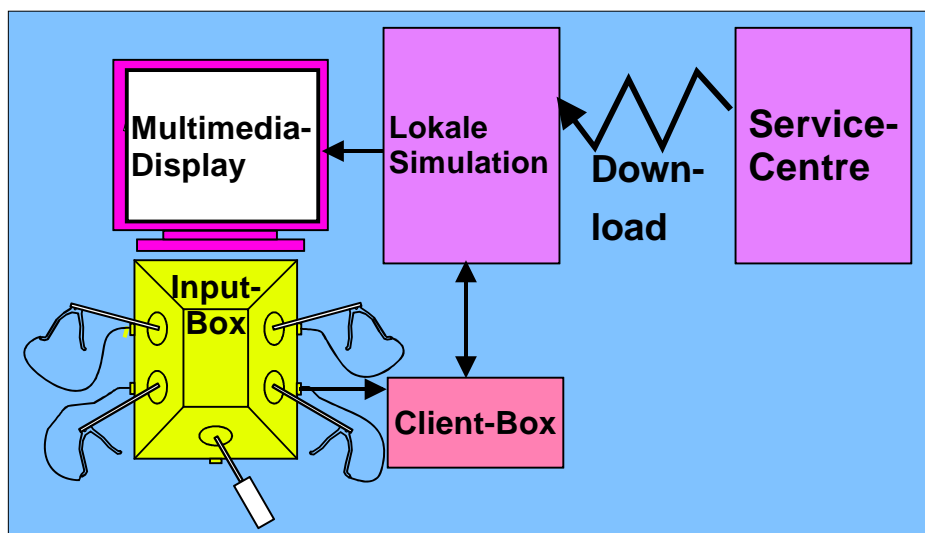 Multimedia-
Display
Lokale
Simulation
Down-
load
Service-
Centre
Input-
Box
Client-Box